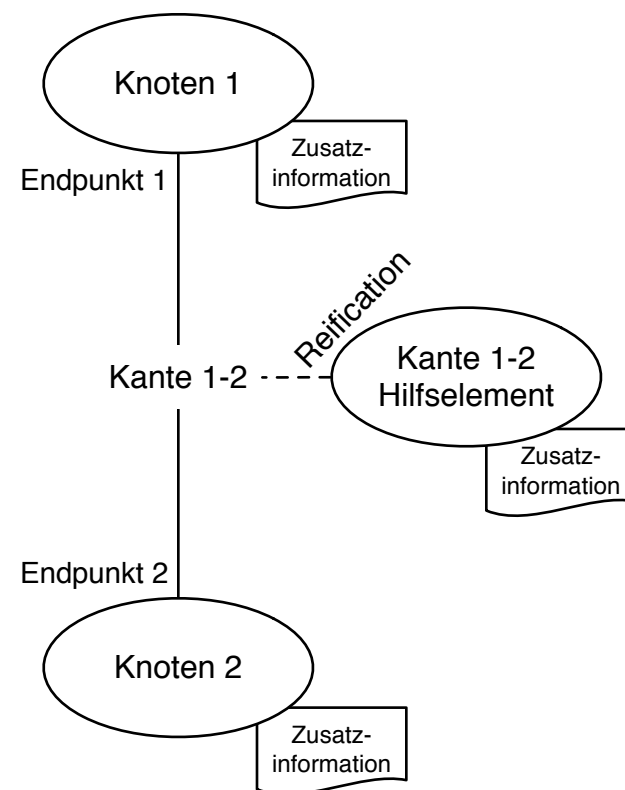 Knoten 1
Zusatz-
information
Endpunkt 1
Reification
Kante 1-2
Kante 1-2
Hilfselement
Zusatz-
information
Endpunkt 2
Knoten 2
Zusatz-
information